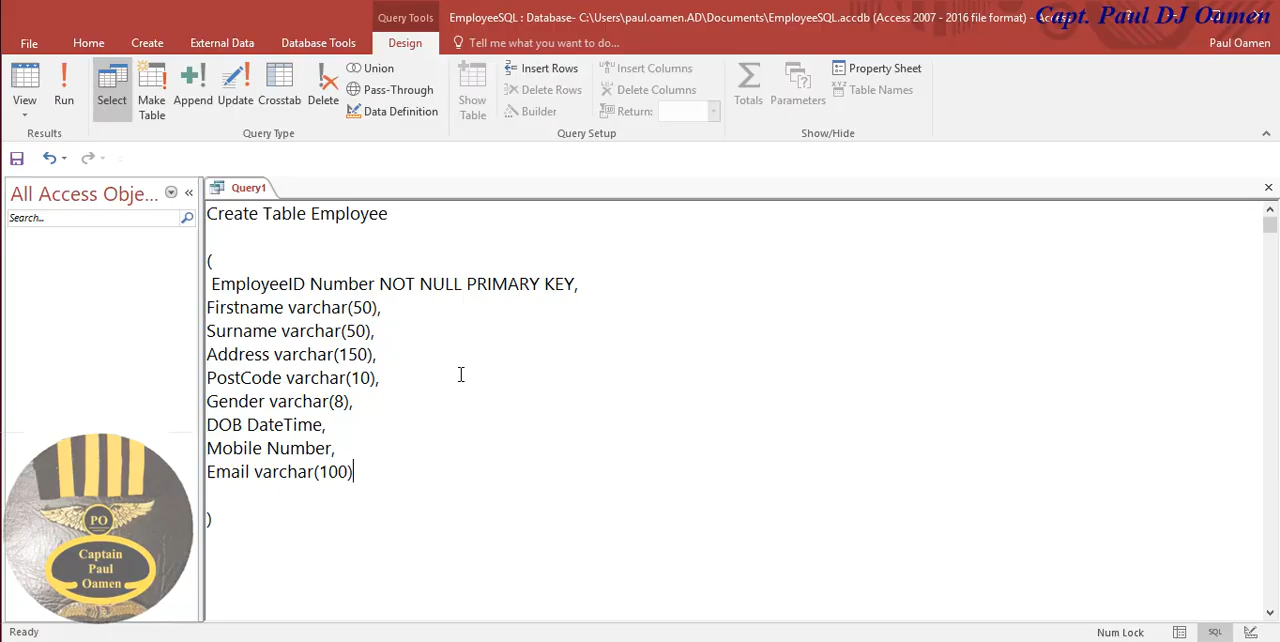 Query Tools
EmployeeSQL : Database- C:\Users\paul.oamen.AD\Documents\EmployeeSQL.accdb (Access 2007 - 2016 file format) -
Capt. Paul DJ Oamen
File Home Create External Data Database Tools Design Tell me what you want to do...
Paul Oamen
View
Run
Select
Make Table
Append
Update
Crosstab
Delete
Union
Pass-Through
Data Definition
Show Table
Insert Rows
Delete Rows
Builder
Insert Columns
Delete Columns
Return:
Totals
Parameters
Property Sheet
Table Names
Results
Query Type
Query Setup
Show/Hide
All Access Obje...
Search..
Query1
Create Table Employee
(
EmployeeID Number NOT NULL PRIMARY KEY,
Firstname varchar(50),
Surname varchar(50),
Address varchar(150),
PostCode varchar(10),
Gender varchar(8),
DOB DateTime,
Mobile Number,
Email varchar(100)
)
PO
Captain
Paul
Oamen
Ready
Num Lock
SQL